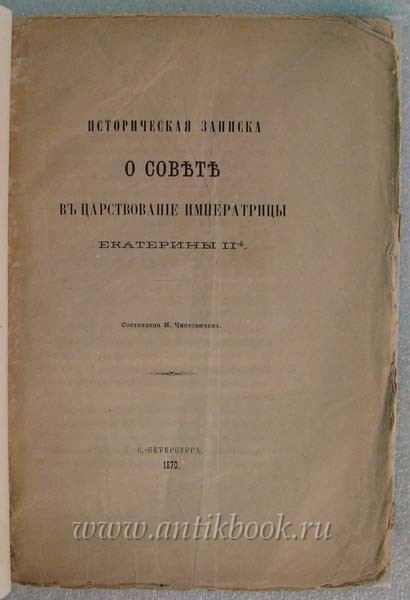 ИСТОРИЧЕСКАЯ ЗАПИСКА
О СОВѢТѢ
ВЪ ЦАРСТВОВАНІЕ ИМПЕРАТРИЦЫ
ЕКАТЕРИНЫ II-й.
Составлена И. Чистовичемъ.
С.-ПЕТЕРБУРГЪ.
1870.
www.antikbook.ru